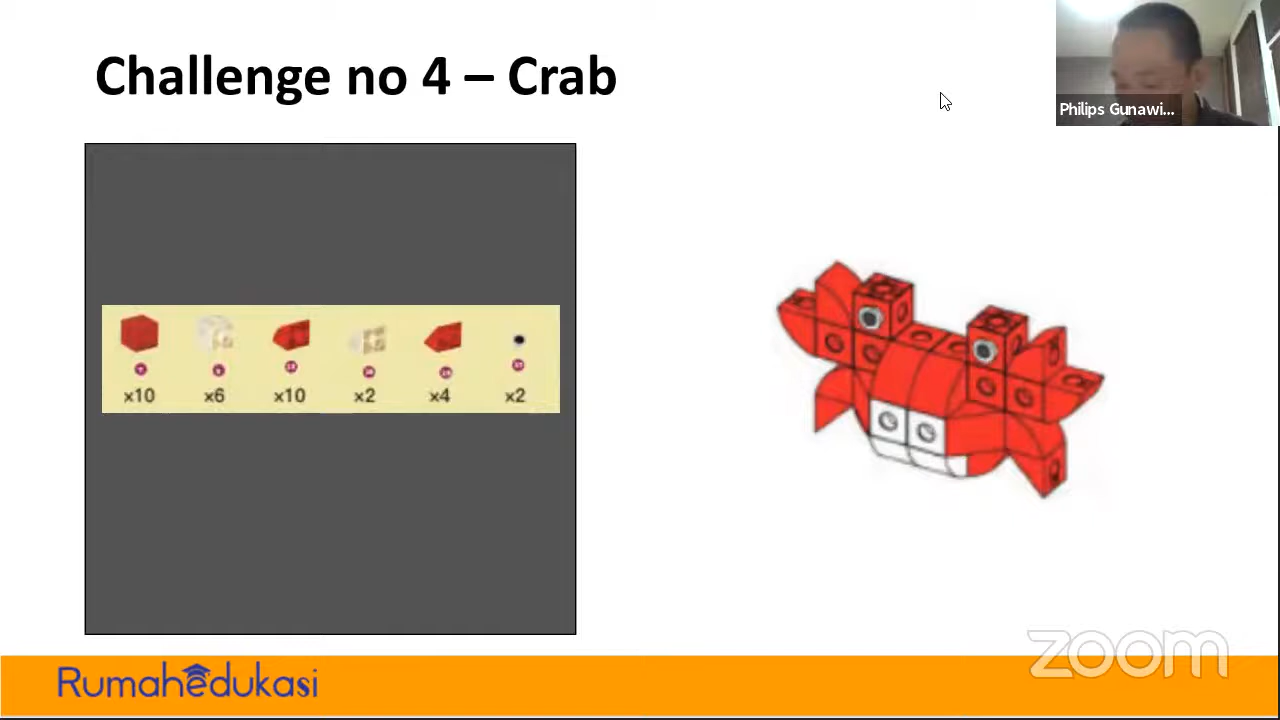 Challenge no 4 – Crab
Philips Gunawi...
x10 x6 x10 x2 x4 x2
zoom
Rumahedukasi